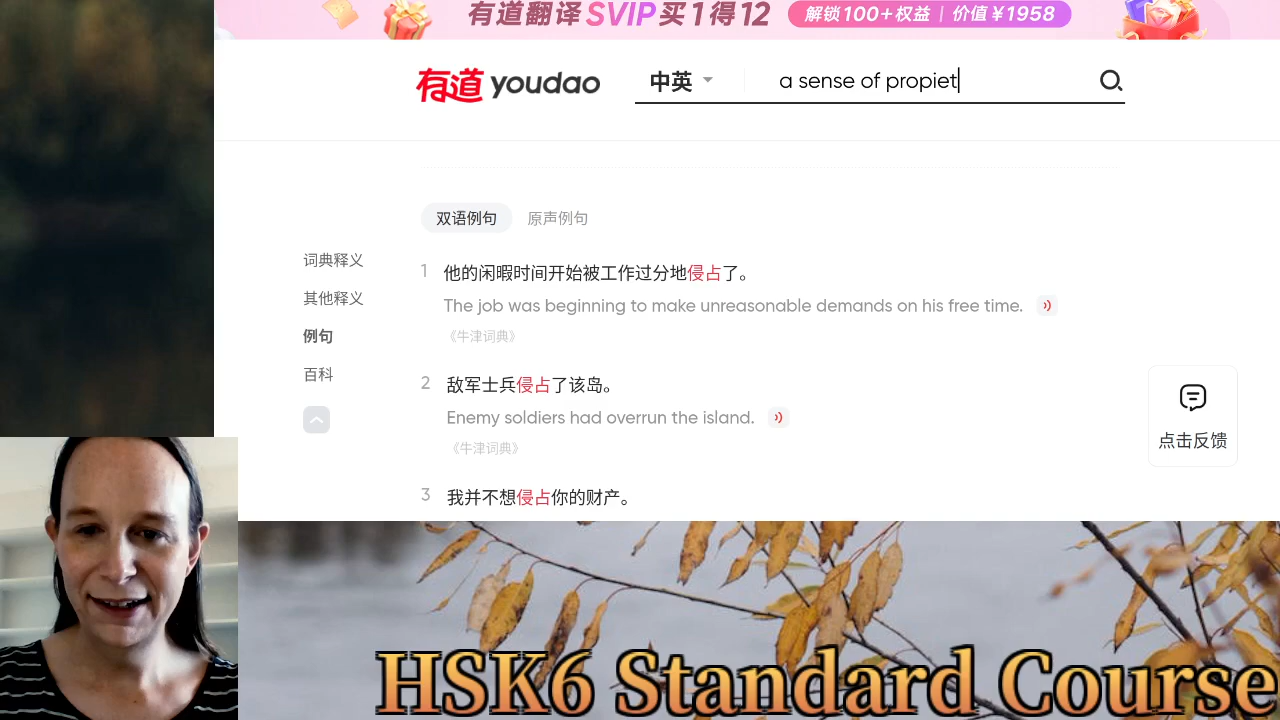 有道翻译SVIP买1得12 解锁100+权益 | 价值¥1958
有道 youdao 中英 a sense of propiet
双语例句 原声例句
词典释义
其他释义
例句
百科
1 他的闲暇时间开始被工作过分地侵占了。
The job was beginning to make unreasonable demands on his free time.
《牛津词典》
2 敌军士兵侵占了该岛。
Enemy soldiers had overrun the island.
《牛津词典》
3 我并不想侵占你的财产。
点击反馈
HSK6 Standard Course